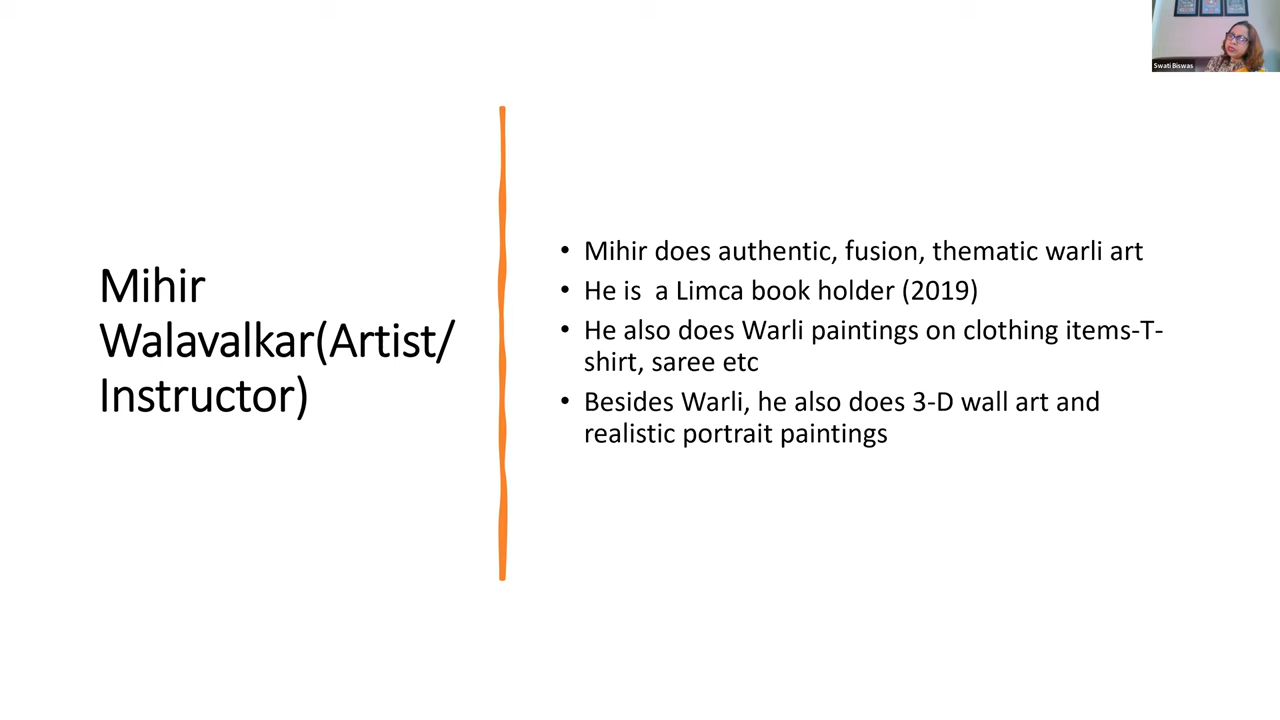 Swati Biswas
Mihir
Walavalkar(Artist/
Instructor)
• Mihir does authentic, fusion, thematic warli art
• He is  a Limca book holder (2019)
• He also does Warli paintings on clothing items-T-
shirt, saree etc
• Besides Warli, he also does 3-D wall art and
realistic portrait paintings